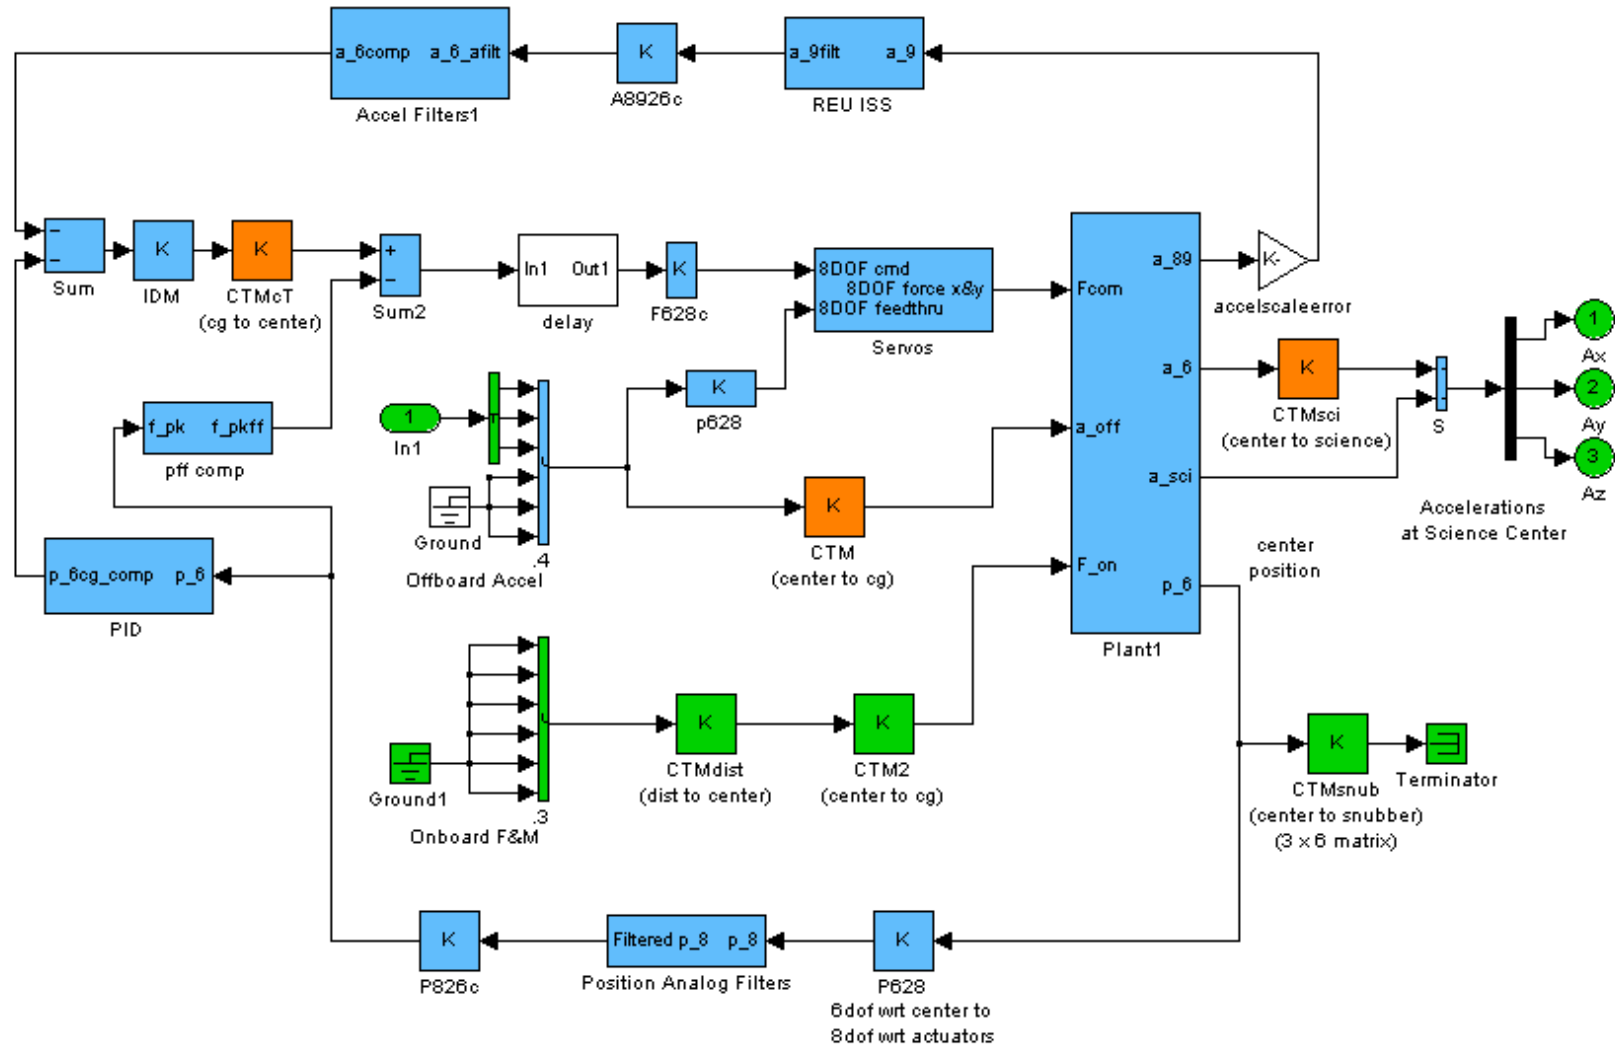 a_6comp a_6_afilt
Accel Filters1
K
A8926c
a_9filt a_9
REU ISS
Sum
K
IDM
K
CTMcT
(cg to center)
+
−
Sum2
In1 Out1
delay
K
F628c
8DOF cmd
8DOF force x&y
8DOF feedthru
Servos
Fcom
a_off
F_on
a_89
a_6
a_sci
p_6
Plant1
K-
accelscaleerror
K
CTMsci
(center to science)
S
1
Ax
2
Ay
3
Az
Accelerations
at Science Center
center
position
f_pk f_pkff
pff comp
1
In1
T
K
p628
Ground
.4
Offboard Accel
K
CTM
(center to cg)
p_6cg_comp p_6
PID
Ground1
.3
Onboard F&M
K
CTMdist
(dist to center)
K
CTM2
(center to cg)
K
CTMsnub
(center to snubber)
(3 x 6 matrix)
Terminator
K
P826c
Filtered p_8 p_8
Position Analog Filters
K
P628
6dof wrt center to
8dof wrt actuators